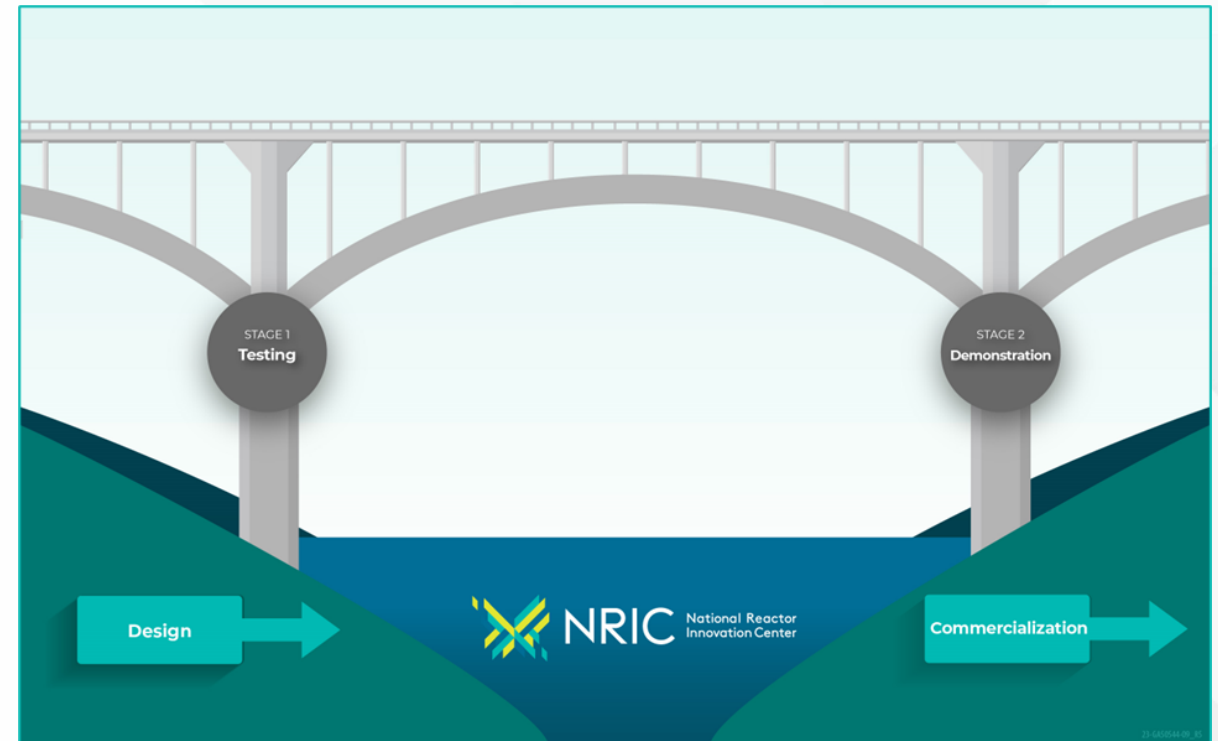 STAGE 1
Testing
STAGE 2
Demonstration
Design
NRIC
National Reactor
Innovation Center
Commercialization